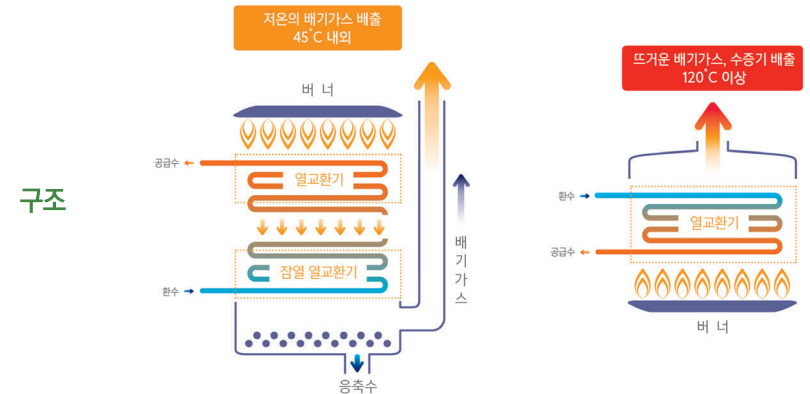 저온의 배기가스 배출
45°C 내외
버 너
공급수
열교환기
잠열 열교환기
환수
배기가스
응축수
구조
뜨거운 배기가스, 수증기 배출
120°C 이상
환수
열교환기
공급수
버 너